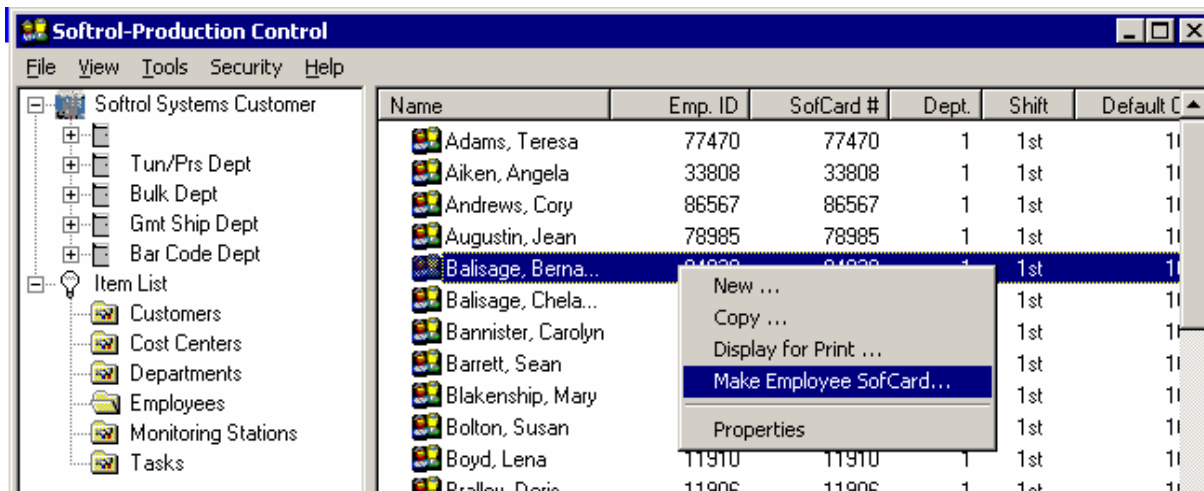 Softrol-Production Control
File View Tools Security Help
Softrol Systems Customer
Tun/Prs Dept
Bulk Dept
Gmt Ship Dept
Bar Code Dept
Item List
Customers
Cost Centers
Departments
Employees
Monitoring Stations
Tasks
Name Emp. ID SofCard # Dept. Shift Default
Adams, Teresa 77470 77470 1 1st
Aiken, Angela 33808 33808 1 1st
Andrews, Cory 86567 86567 1 1st
Augustin, Jean 78985 78985 1 1st
Balisage, Berna... 1st
Balisage, Chela... 1st
Bannister, Carolyn 1st
Barrett, Sean 1st
Blakenship, Mary 1st
Bolton, Susan 1st
Boyd, Lena 11910 11910 1 1st
11906 11906 1 1st
New ...
Copy ...
Display for Print ...
Make Employee SofCard...
Properties